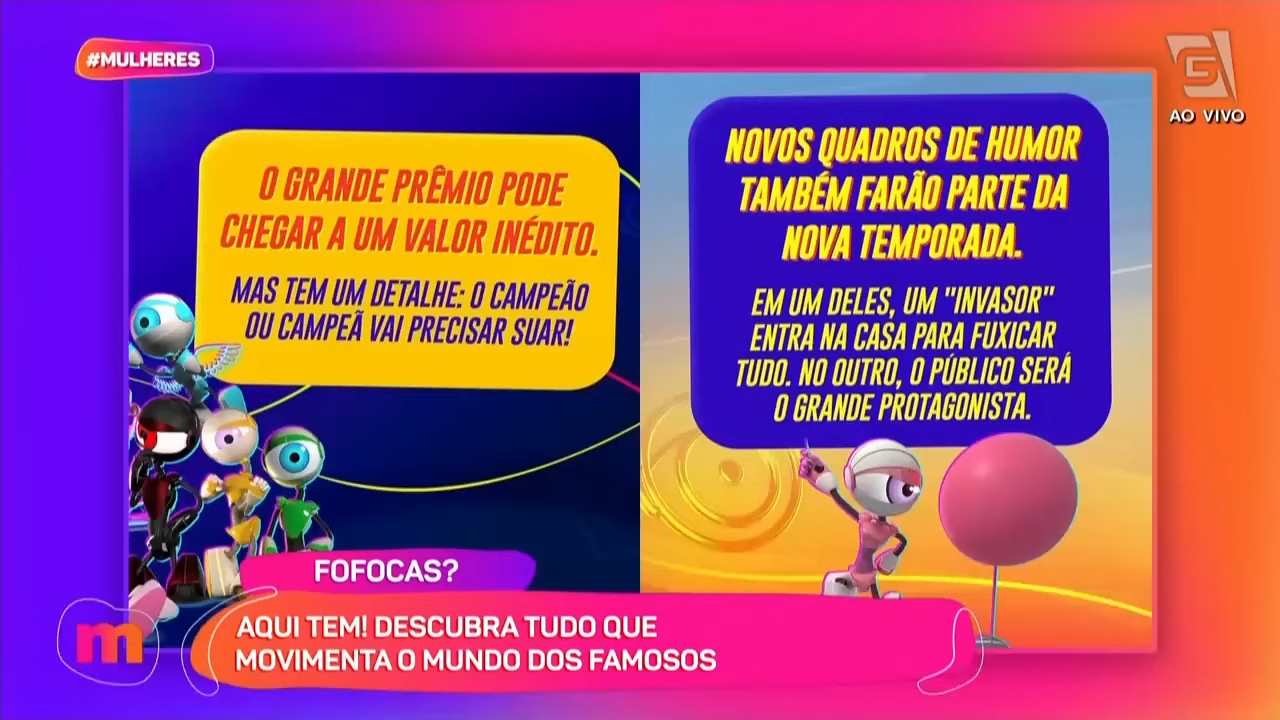 #MULHERES
AO VIVO
O GRANDE PRÊMIO PODE
CHEGAR A UM VALOR INÉDITO.
MAS TEM UM DETALHE: O CAMPEÃO
OU CAMPEÃ VAI PRECISAR SUAR!
NOVOS QUADROS DE HUMOR
TAMBÉM FARÃO PARTE DA
NOVA TEMPORADA.
EM UM DELES, UM "INVASOR"
ENTRA NA CASA PARA FUXICAR
TUDO. NO OUTRO, O PÚBLICO SERÁ
O GRANDE PROTAGONISTA.
FOFOCAS?
m
AQUI TEM! DESCUBRA TUDO QUE
MOVIMENTA O MUNDO DOS FAMOSOS